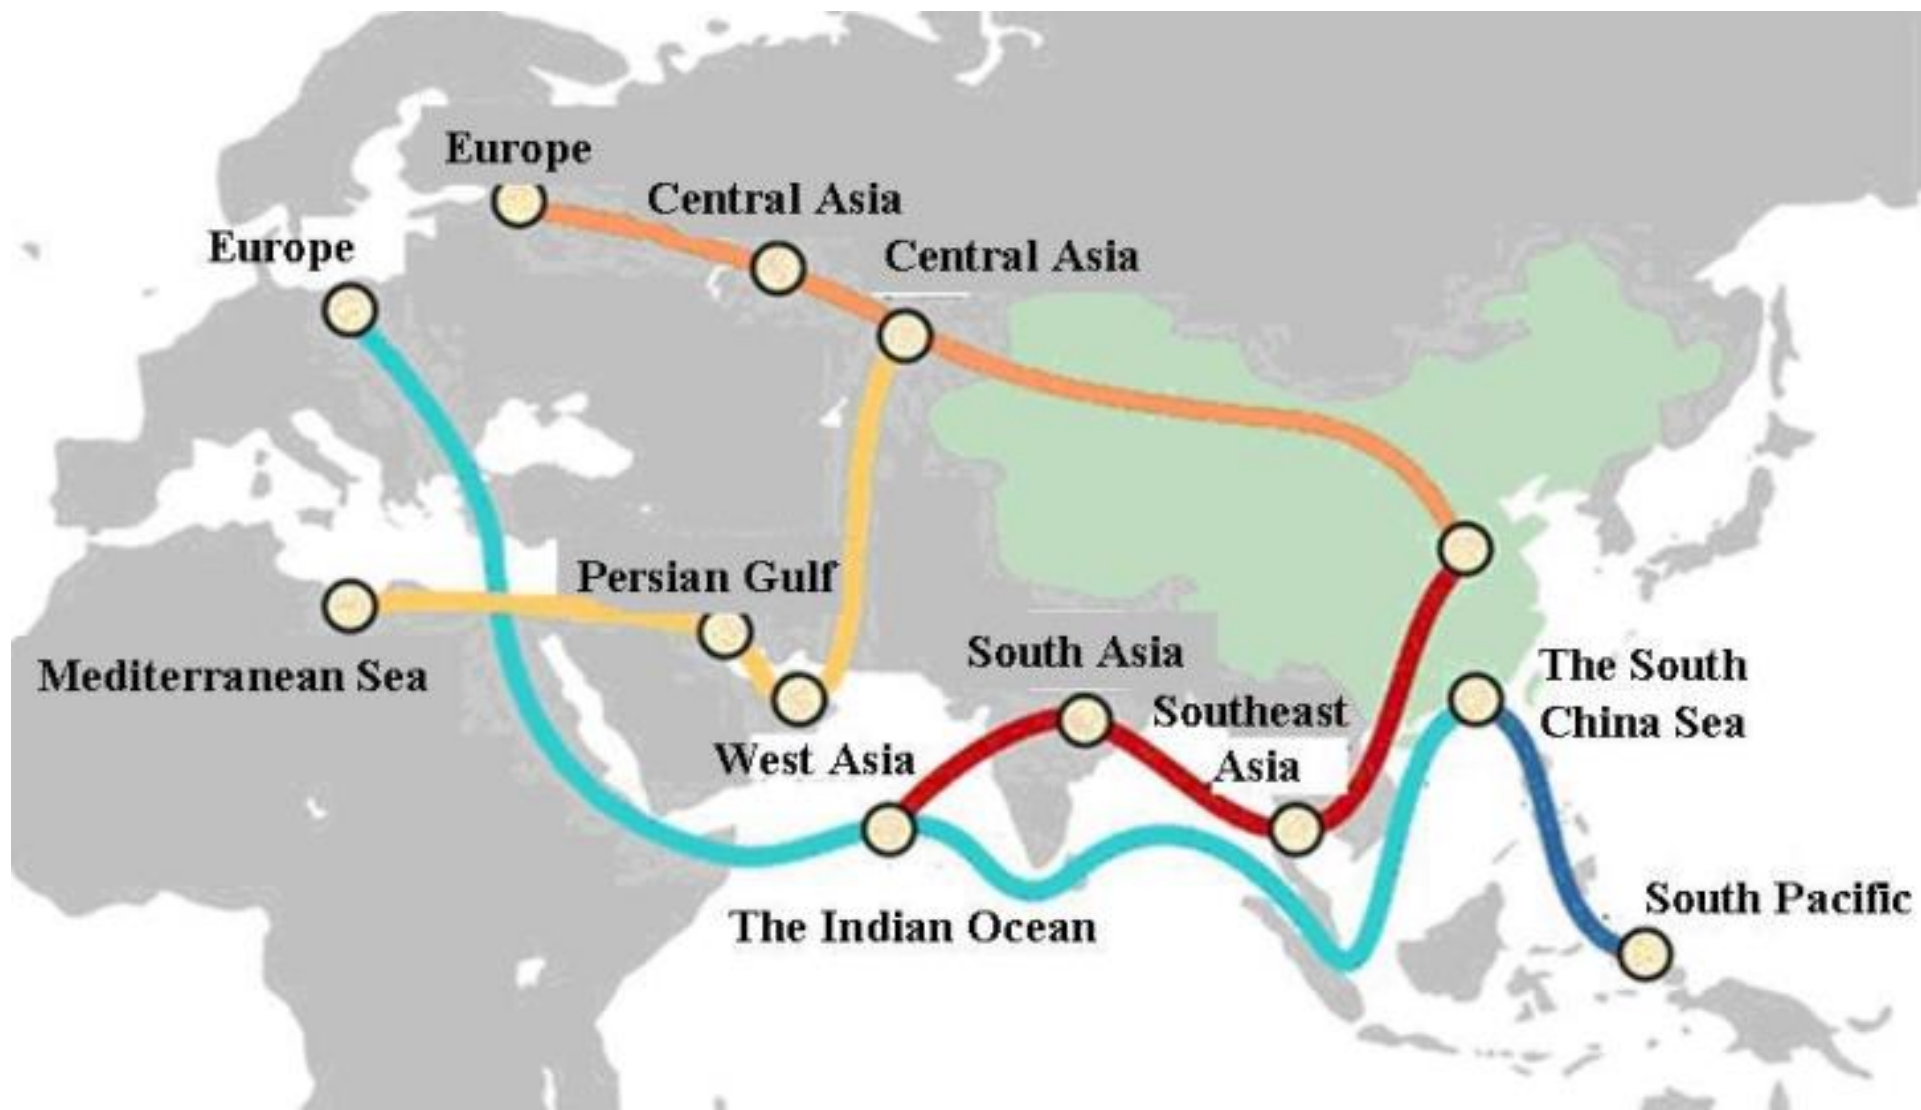 Europe
Central Asia
Europe
Central Asia
Persian Gulf
Mediterranean Sea
South Asia
The South
China Sea
Southeast
Asia
West Asia
South Pacific
The Indian Ocean